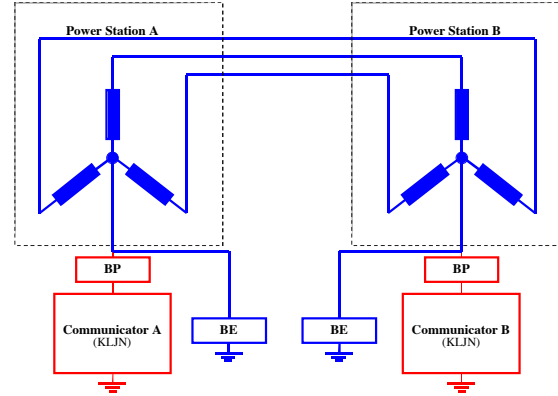 Power Station A
Power Station B
BP
BP
Communicator A
(KLJN)
BE
BE
Communicator B
(KLJN)